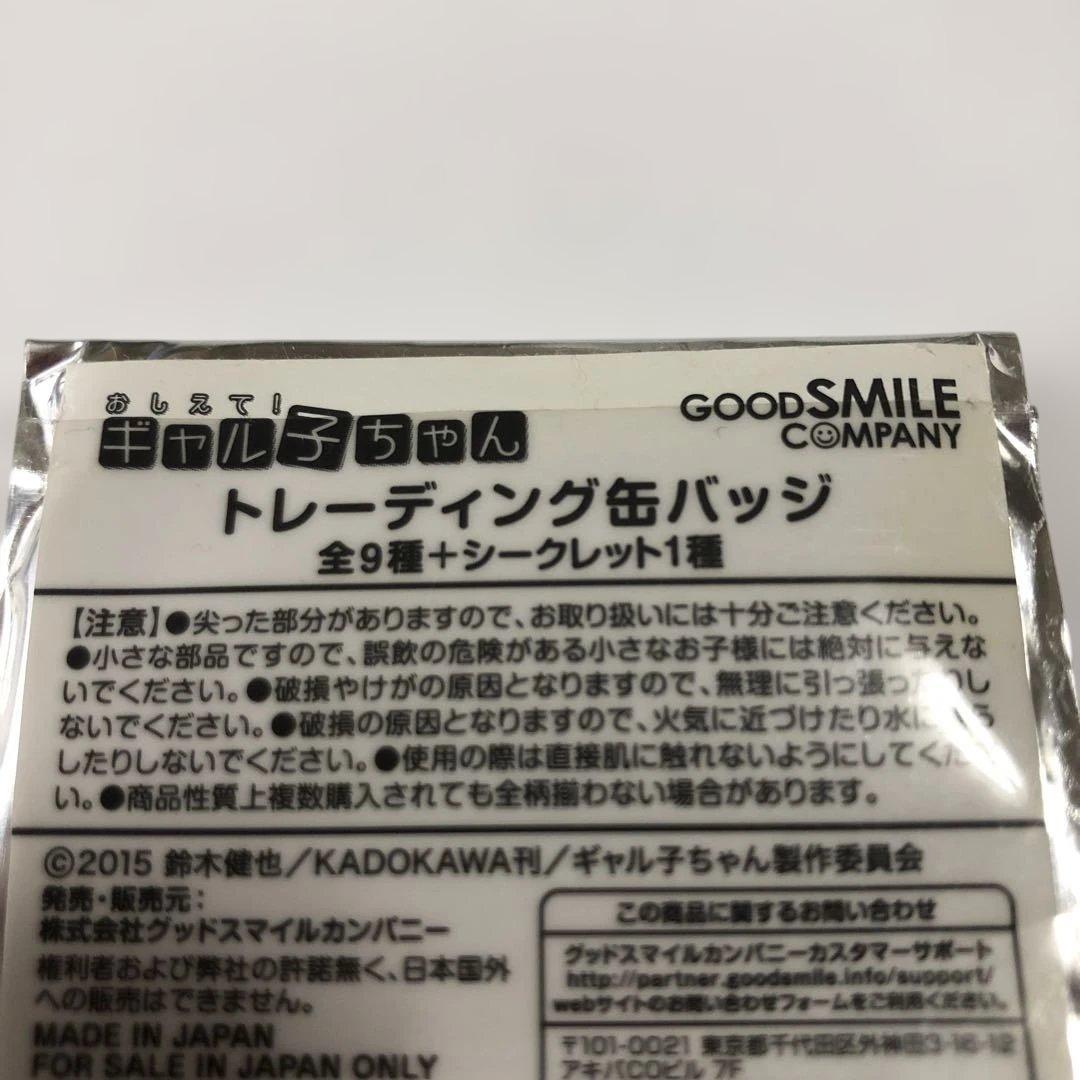 おしえて!
ギャル子ちゃん
GOODSMILE
COMPANY
トレーディング缶バッジ
全9種+シークレット1種
【注意】●尖った部分がありますので、お取り扱いには十分ご注意ください。
●小さな部品ですので、誤飲の危険がある小さなお子様には絶対に与えな
いでください。●破損やけがの原因となりますので、無理に引っ張ったりし
ないでください。●破損の原因となりますので、火気に近づけたり水に
したりしないでください。●使用の際は直接肌に触れないようにしてくださ
い。●商品性質上複数購入されても全柄揃わない場合があります。
©2015 鈴木健也/KADOKAWA刊/ギャル子ちゃん製作委員会
発売・販売元:
株式会社グッドスマイルカンパニー
権利者および弊社の許諾無く、日本国外
への販売はできません。
MADE IN JAPAN
FOR SALE IN JAPAN ONLY
この商品に関するお問い合わせ
グッドスマイルカンパニーカスタマーサポート
http://partner.goodsmile.info/support/
webサイトのお問い合わせフォームをご利用ください。
〒101-0021 東京都千代田区外神田3-16-12
アキバCOビル 7F